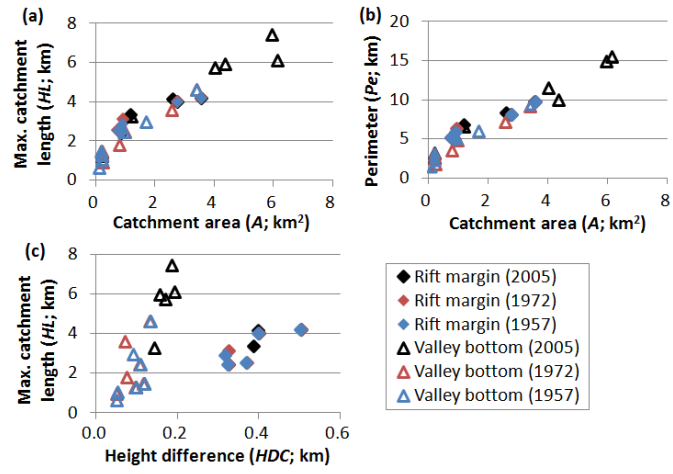 (a)
Max. catchment
length (HL; km)
8
6
4
2
0
0 2 4 6 8
Catchment area (A; km²)
(b)
Perimeter (Pe; km)
20
15
10
5
0
0 2 4 6 8
Catchment area (A; km²)
(c)
Max. catchment
length (HL; km)
8
6
4
2
0
0.0 0.2 0.4 0.6
Height difference (HDC; km)
Rift margin (2005)
Rift margin (1972)
Rift margin (1957)
Valley bottom (2005)
Valley bottom (1972)
Valley bottom (1957)